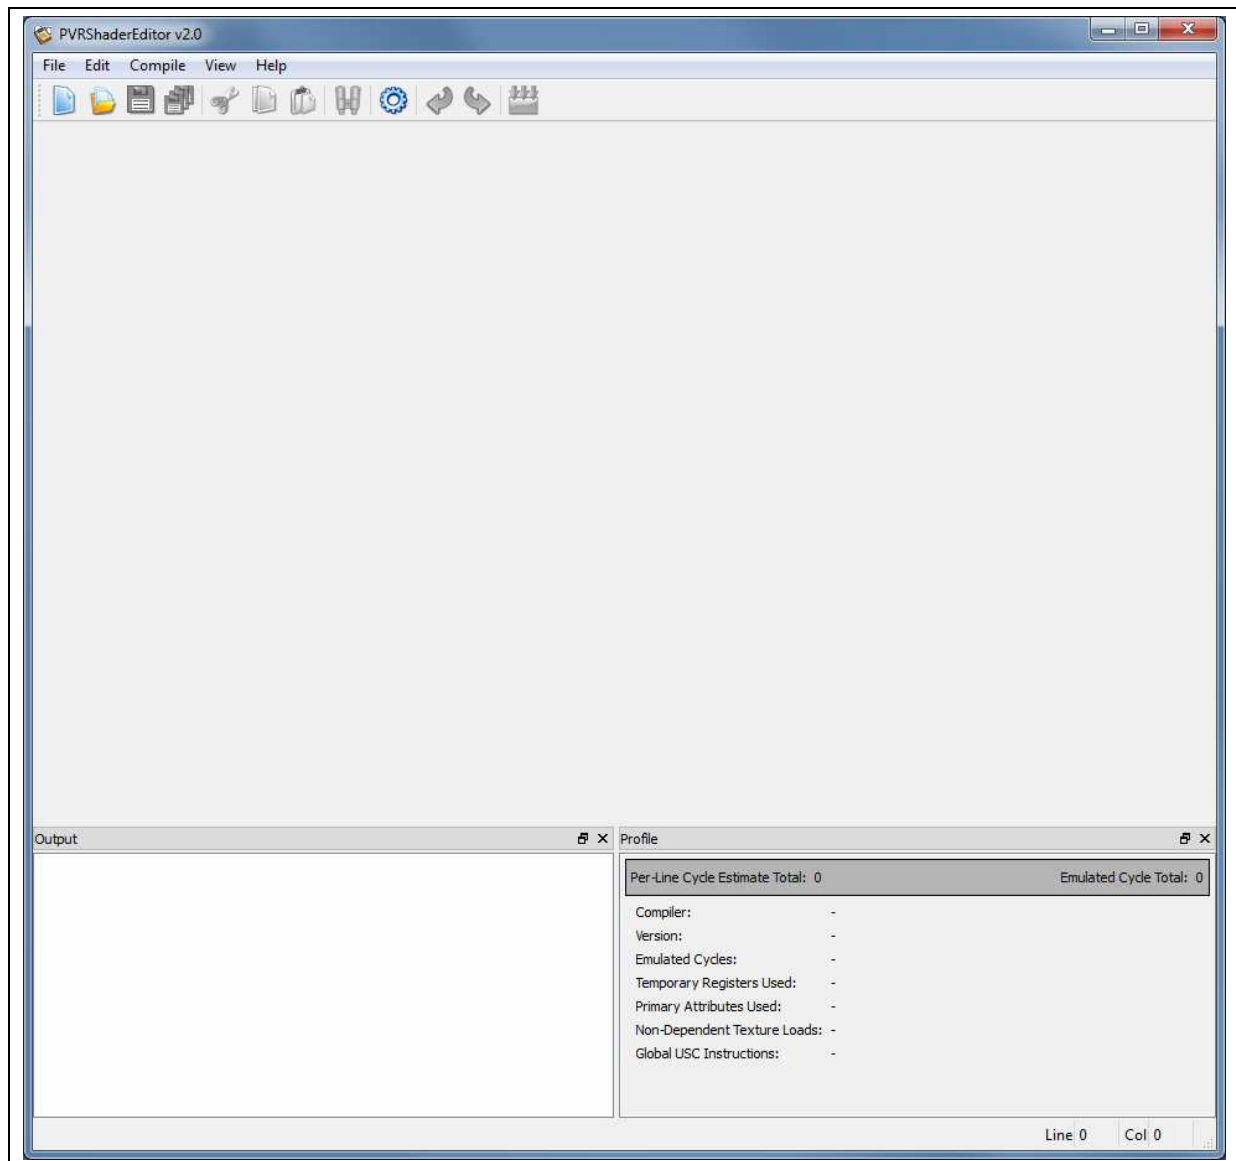 PVRShaderEditor v2.0
File Edit Compile View Help
Output
Profile
Per-Line Cycle Estimate Total: 0 Emulated Cycle Total: 0
Compiler: -
Version: -
Emulated Cycles: -
Temporary Registers Used: -
Primary Attributes Used: -
Non-Dependent Texture Loads: -
Global USC Instructions: -
Line 0 Col 0